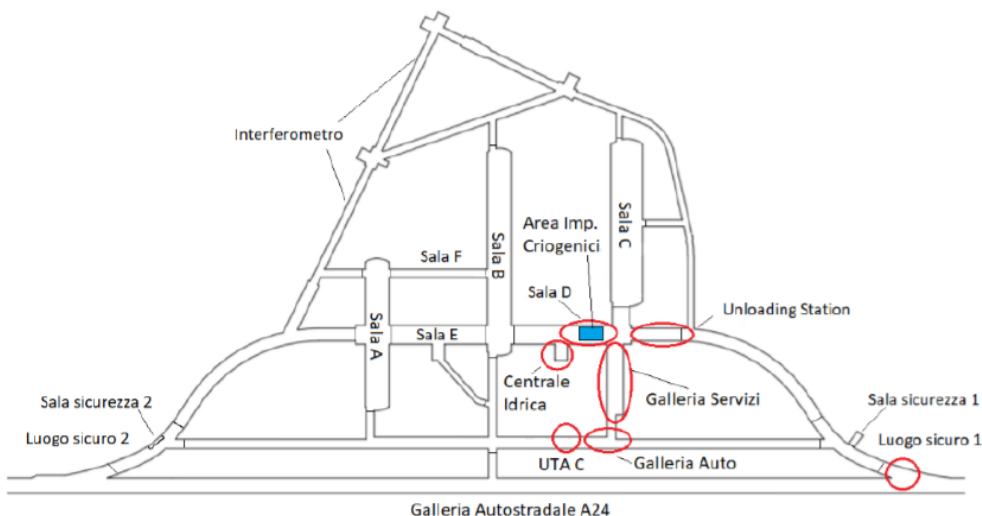 Interferometro
Area Imp.
Criogenici
Sala C
Sala B
Sala F
Sala D
Unloading Station
Sala A
Sala E
Centrale
Idrica
Galleria Servizi
Sala sicurezza 2
Sala sicurezza 1
Luogo sicuro 2
Luogo sicuro 1
UTA C
Galleria Auto
Galleria Autostradale A24